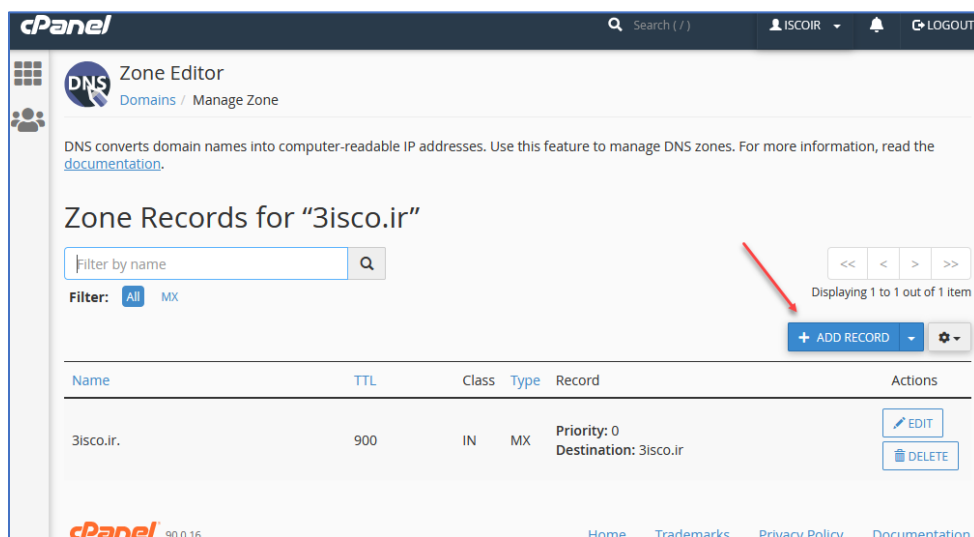 cPanel
Search ( / )
ISCOIR
LOGOUT
DNS
Zone Editor
Domains / Manage Zone
DNS converts domain names into computer-readable IP addresses. Use this feature to manage DNS zones. For more information, read the
documentation.
Zone Records for “3isco.ir”
Filter by name
<< < > >>
Filter: All MX
Displaying 1 to 1 out of 1 item
+ ADD RECORD
Name TTL Class Type Record Actions
3isco.ir. 900 IN MX Priority: 0
Destination: 3isco.ir
EDIT
DELETE
cPanel 90.0.16 Home Trademarks Privacy Policy Documentation